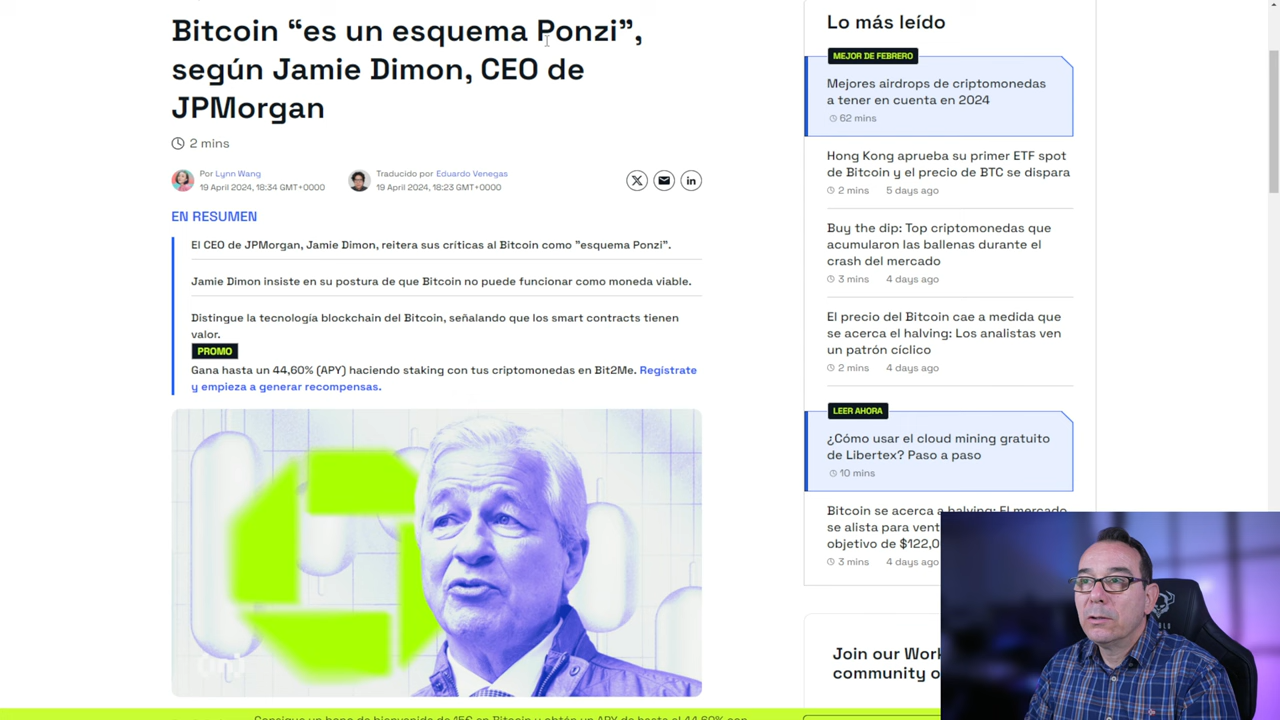 Bitcoin “es un esquema Ponzi”,
según Jamie Dimon, CEO de
JPMorgan
2 mins
Por Lynn Wang
19 April 2024, 18:34 GMT+0000
Traducido por Eduardo Venegas
19 April 2024, 18:23 GMT+0000
EN RESUMEN
El CEO de JPMorgan, Jamie Dimon, reitera sus críticas al Bitcoin como "esquema Ponzi".
Jamie Dimon insiste en su postura de que Bitcoin no puede funcionar como moneda viable.
Distingue la tecnología blockchain del Bitcoin, señalando que los smart contracts tienen
valor.
PROMO
Gana hasta un 44,60% (APY) haciendo staking con tus criptomonedas en Bit2Me. Regístrate
y empieza a generar recompensas.
Lo más leído
MEJOR DE FEBRERO
Mejores airdrops de criptomonedas
a tener en cuenta en 2024
62 mins
Hong Kong aprueba su primer ETF spot
de Bitcoin y el precio de BTC se dispara
2 mins 5 days ago
Buy the dip: Top criptomonedas que
acumularon las ballenas durante el
crash del mercado
3 mins 4 days ago
El precio del Bitcoin cae a medida que
se acerca el halving: Los analistas ven
un patrón cíclico
2 mins 4 days ago
LEER AHORA
¿Cómo usar el cloud mining gratuito
de Libertex? Paso a paso
10 mins
Bitcoin se acerca a halving: El mercado
se alista para vent
objetivo de $122,0
3 mins 4 days ago
Join our Work
community o